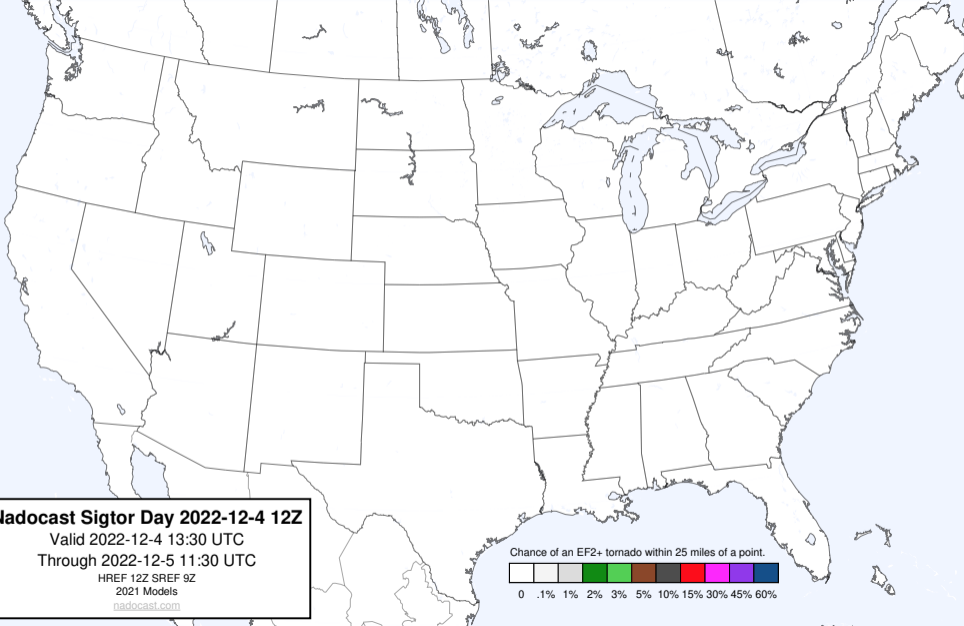 Nadocast Sigtor Day 2022-12-4 12Z
Valid 2022-12-4 13:30 UTC
Through 2022-12-5 11:30 UTC
HREF 12Z SREF 9Z
2021 Models
nadocast.com
Chance of an EF2+ tornado within 25 miles of a point.
0 .1% 1% 2% 3% 5% 10% 15% 30% 45% 60%